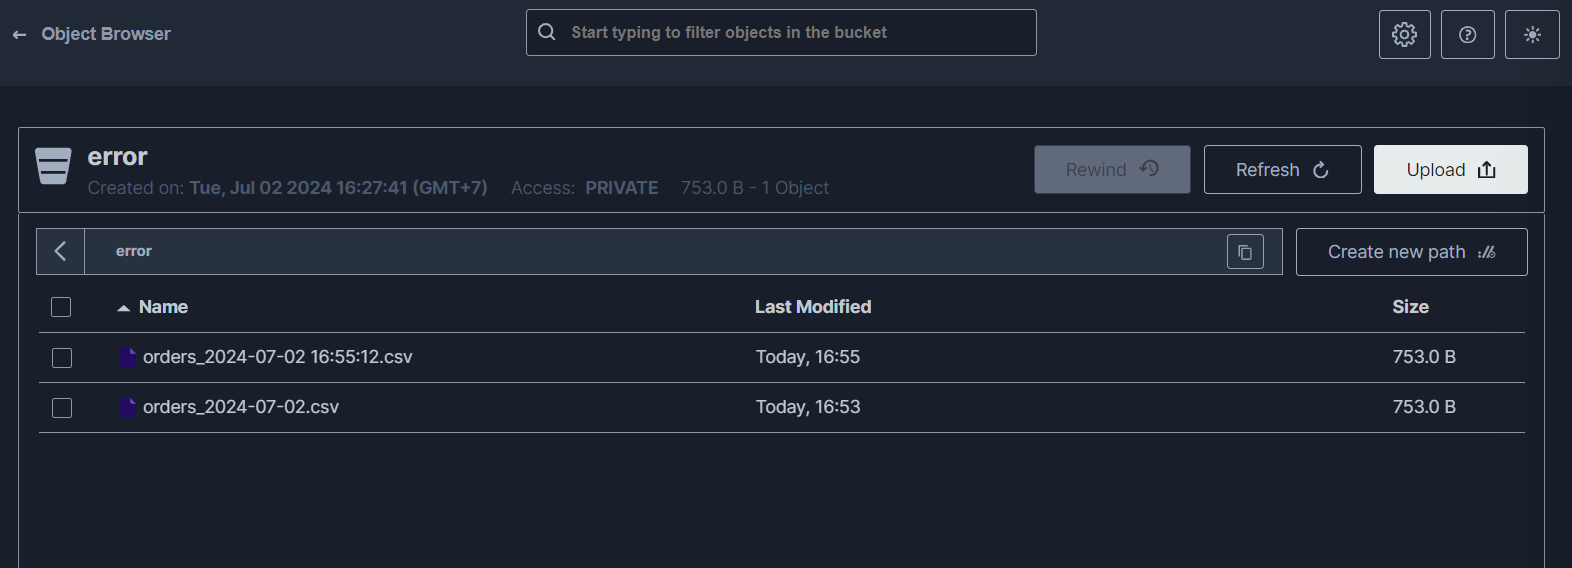 Object Browser
Start typing to filter objects in the bucket
error
Created on: Tue, Jul 02 2024 16:27:41 (GMT+7) Access: PRIVATE 753.0 B - 1 Object
Rewind Refresh Upload
error
Create new path
Name Last Modified Size
orders_2024-07-02 16:55:12.csv Today, 16:55 753.0 B
orders_2024-07-02.csv Today, 16:53 753.0 B